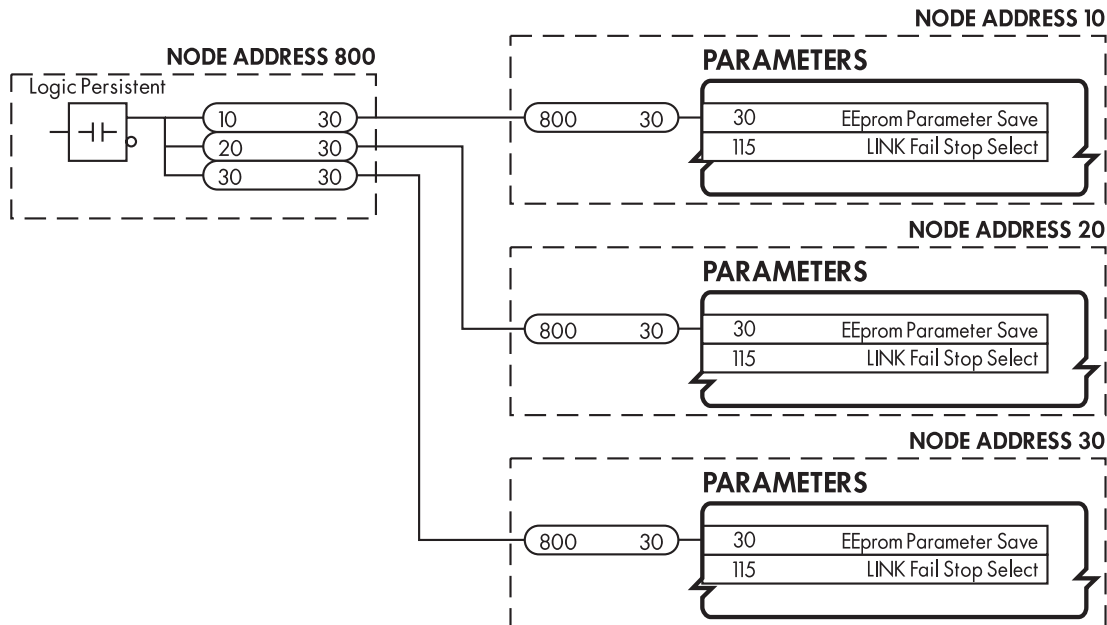 NODE ADDRESS 10
NODE ADDRESS 800
PARAMETERS
Logic Persistent
10 30
20 30
30 30
800 30
30 EEprom Parameter Save
115 LINK Fail Stop Select
NODE ADDRESS 20
PARAMETERS
800 30
30 EEprom Parameter Save
115 LINK Fail Stop Select
NODE ADDRESS 30
PARAMETERS
800 30
30 EEprom Parameter Save
115 LINK Fail Stop Select